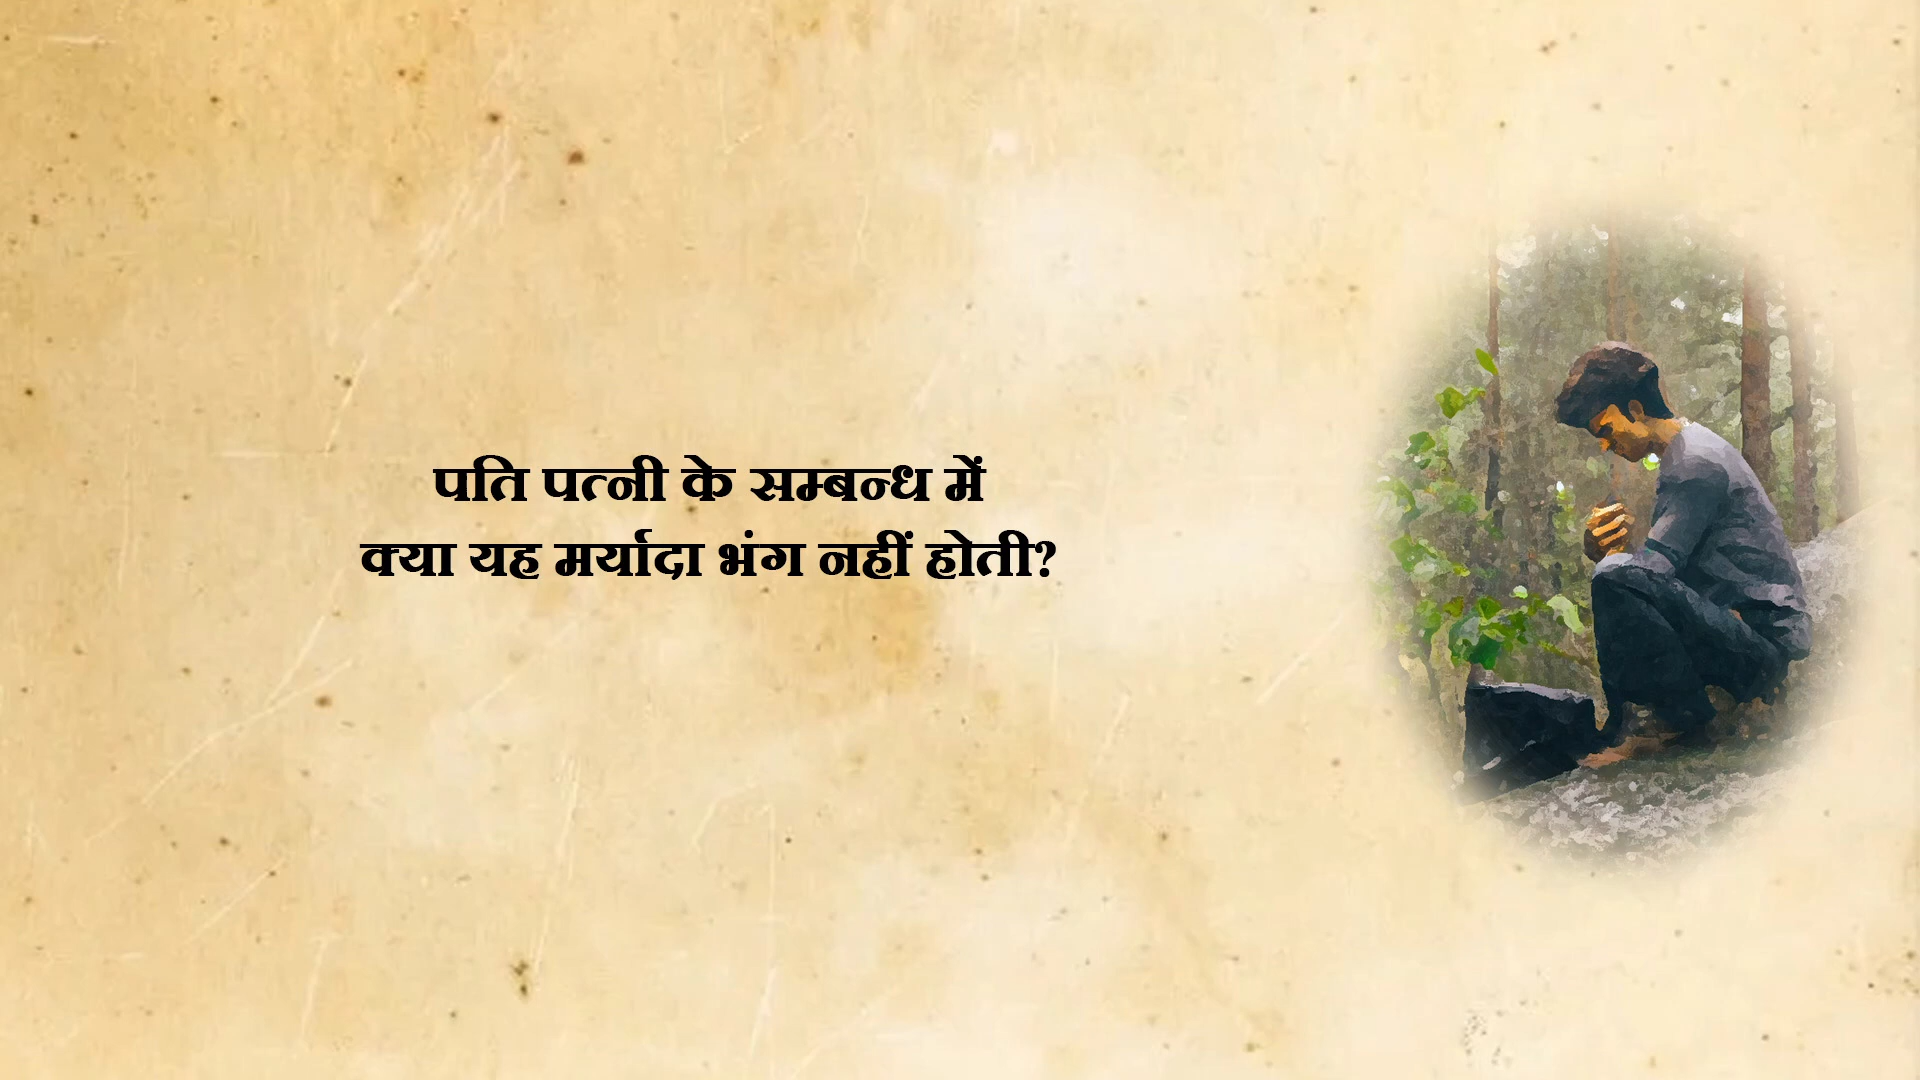 पति पत्नी के सम्बन्ध में
क्या यह मर्यादा भंग नहीं होती?